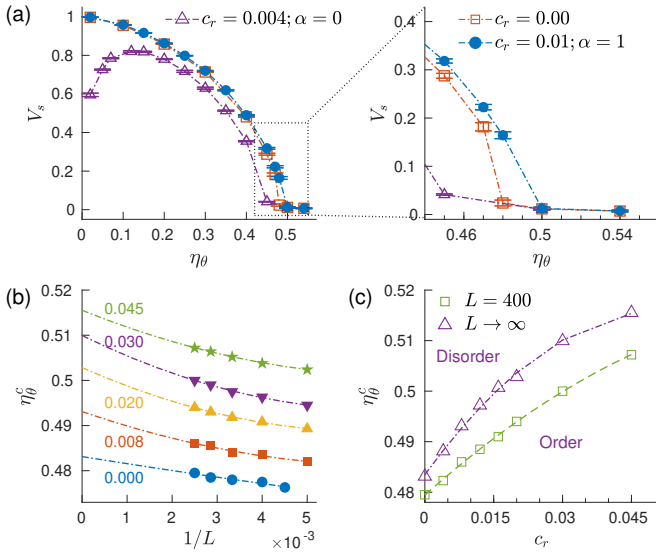 (a)
c_r = 0.004; α = 0
V_s
1
0.8
0.6
0.4
0.2
0
0 0.1 0.2 0.3 0.4 0.5
η_θ
c_r = 0.00
c_r = 0.01; α = 1
V_s
0.4
0.3
0.2
0.1
0.0
0.46 0.5 0.54
η_θ
(b)
η_θ^c
0.52
0.51
0.5
0.49
0.48
0.045
0.030
0.020
0.008
0.000
0 1 2 3 4 5
1/L
×10⁻³
(c)
L = 400
L → ∞
Disorder
Order
η_θ^c
0.52
0.51
0.5
0.49
0.48
0 0.015 0.03 0.045
c_r